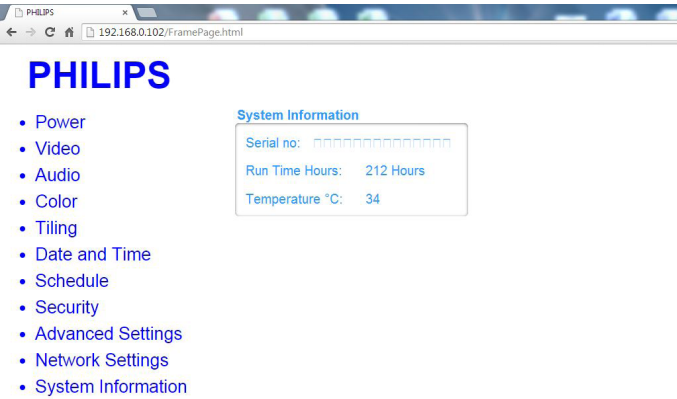 PHILIPS
192.168.0.102/FramePage.html
PHILIPS
Power
Video
Audio
Color
Tiling
Date and Time
Schedule
Security
Advanced Settings
Network Settings
System Information
System Information
Serial no:
Run Time Hours: 212 Hours
Temperature °C: 34